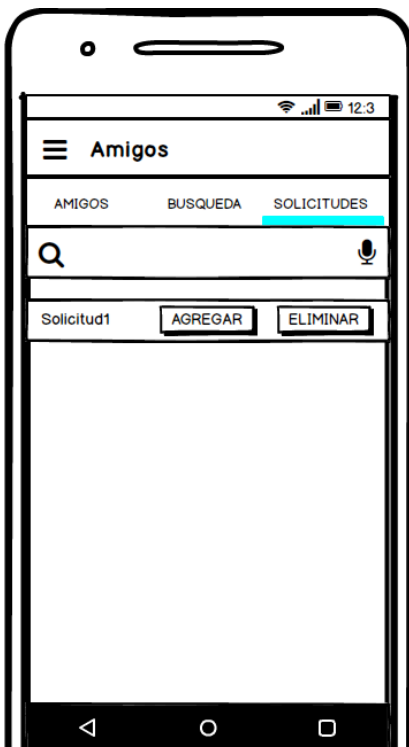 12:3
Amigos
AMIGOS BUSQUEDA SOLICITUDES
Solicitud1 AGREGAR ELIMINAR